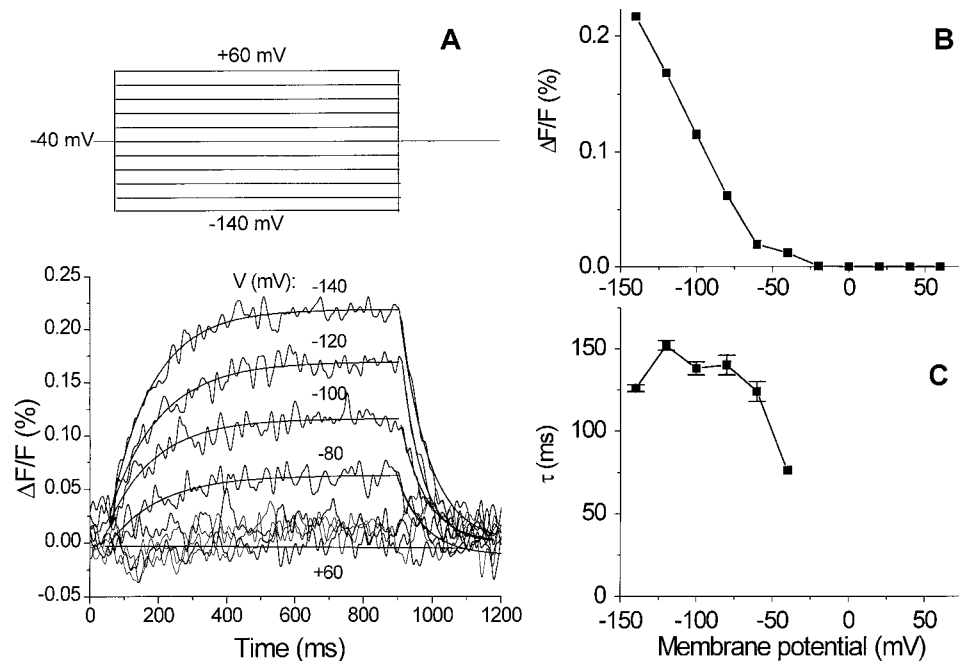 A
+60 mV
-40 mV
-140 mV
V (mV):
-140
-120
-100
-80
+60
0.25
0.20
0.15
0.10
0.05
0.00
-0.05
ΔF/F (%)
0 200 400 600 800 1000 1200
Time (ms)
B
0.2
0.1
0.0
ΔF/F (%)
-150 -100 -50 0 50
C
150
100
50
0
τ (ms)
-150 -100 -50 0 50
Membrane potential (mV)